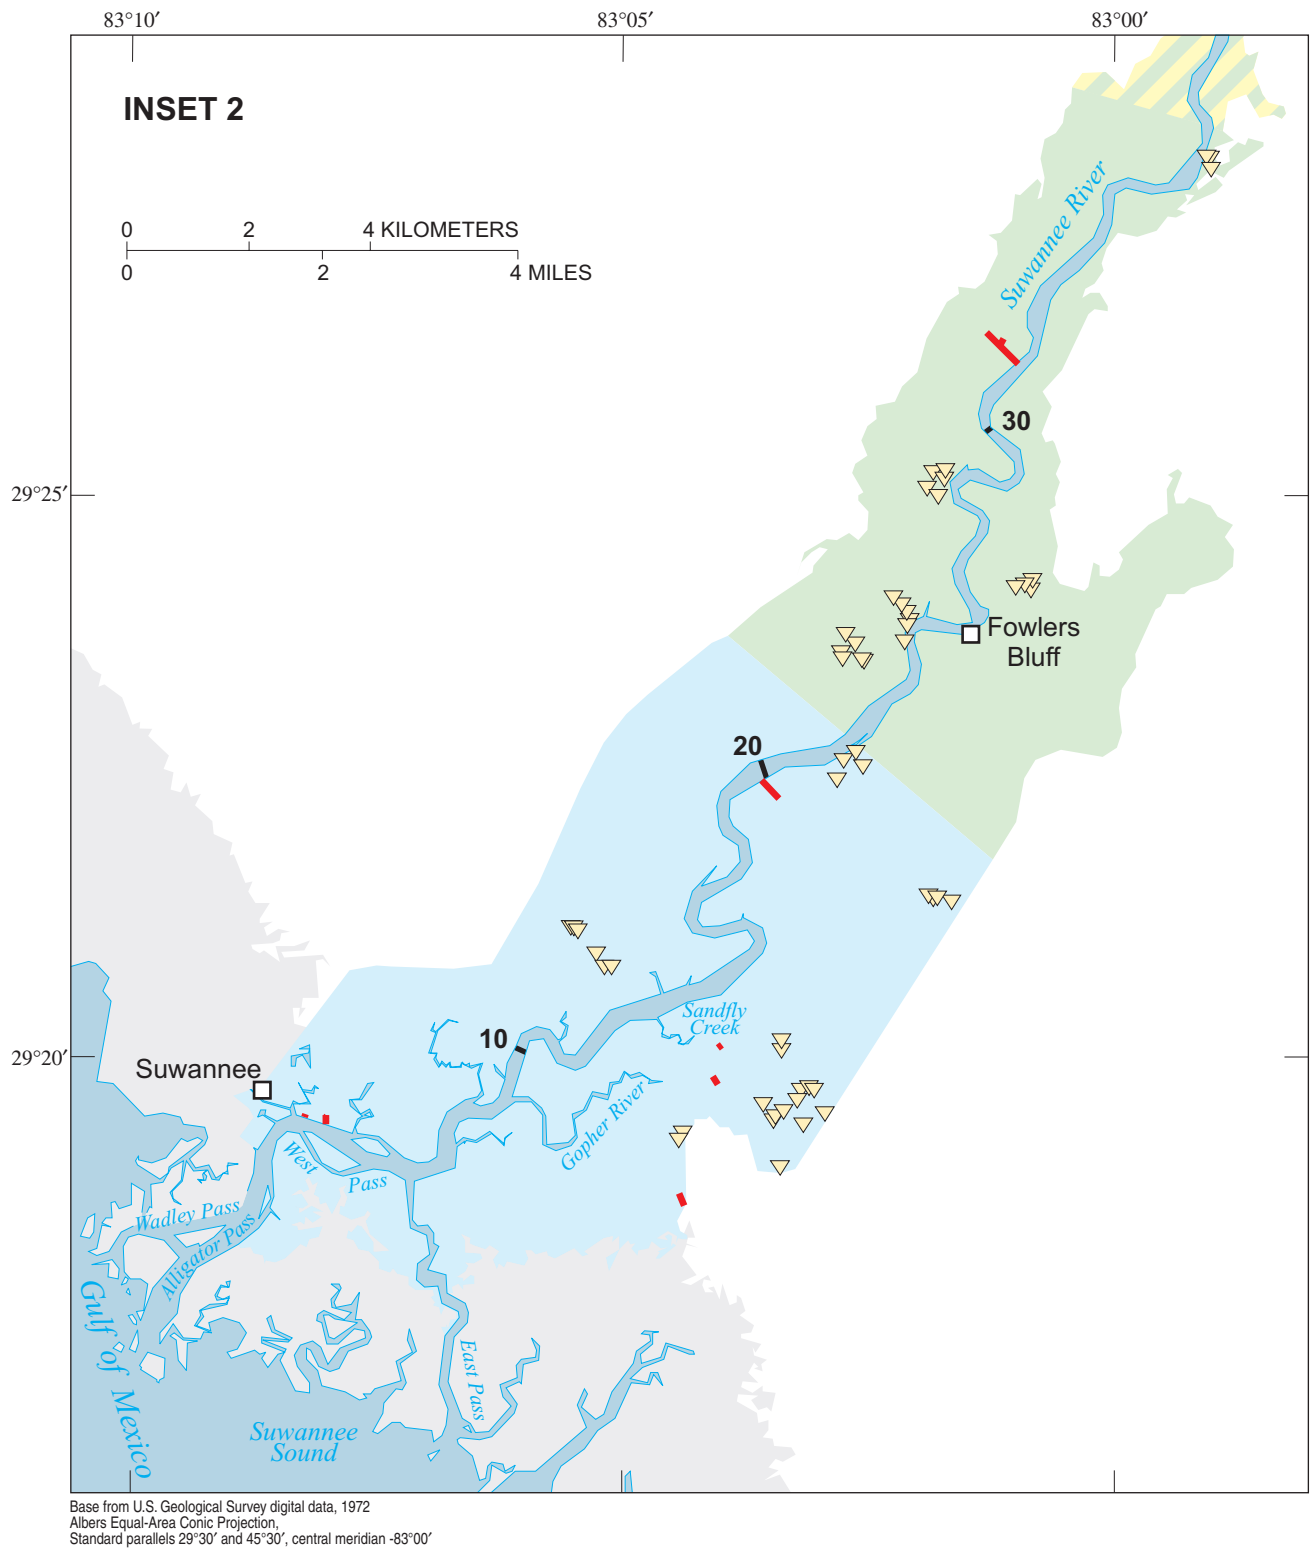 83°10′ 83°05′ 83°00′
INSET 2
0 2 4 KILOMETERS
0 2 4 MILES
Suwannee River
30
29°25′
Fowlers
Bluff
20
Sandfly
Creek
10
29°20′
Suwannee
Gopher River
West
Pass
Wadley Pass
Alligator Pass
Gulf of Mexico
East Pass
Suwannee
Sound
Base from U.S. Geological Survey digital data, 1972
Albers Equal-Area Conic Projection,
Standard parallels 29°30′ and 45°30′, central meridian -83°00′